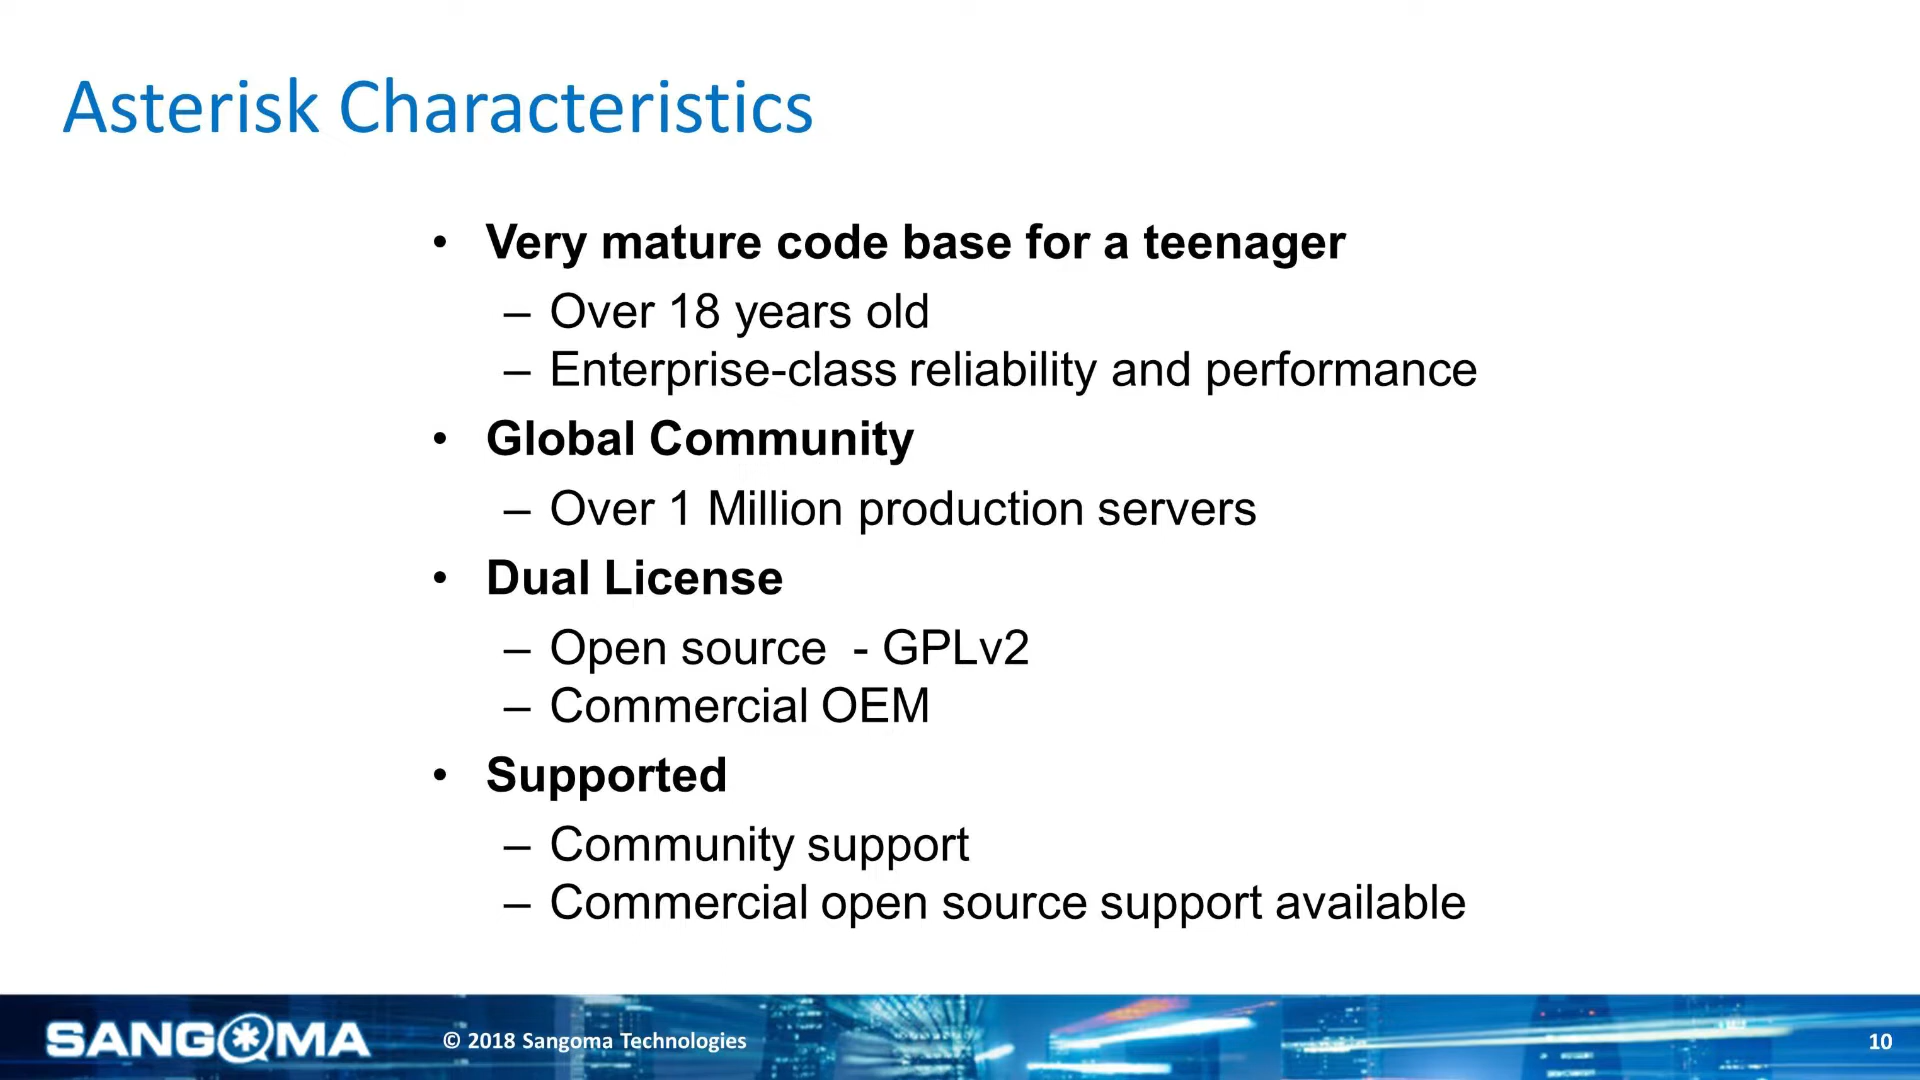 Asterisk Characteristics
• Very mature code base for a teenager
– Over 18 years old
– Enterprise-class reliability and performance
• Global Community
– Over 1 Million production servers
• Dual License
– Open source  - GPLv2
– Commercial OEM
• Supported
– Community support
– Commercial open source support available
SANGOMA
© 2018 Sangoma Technologies
10